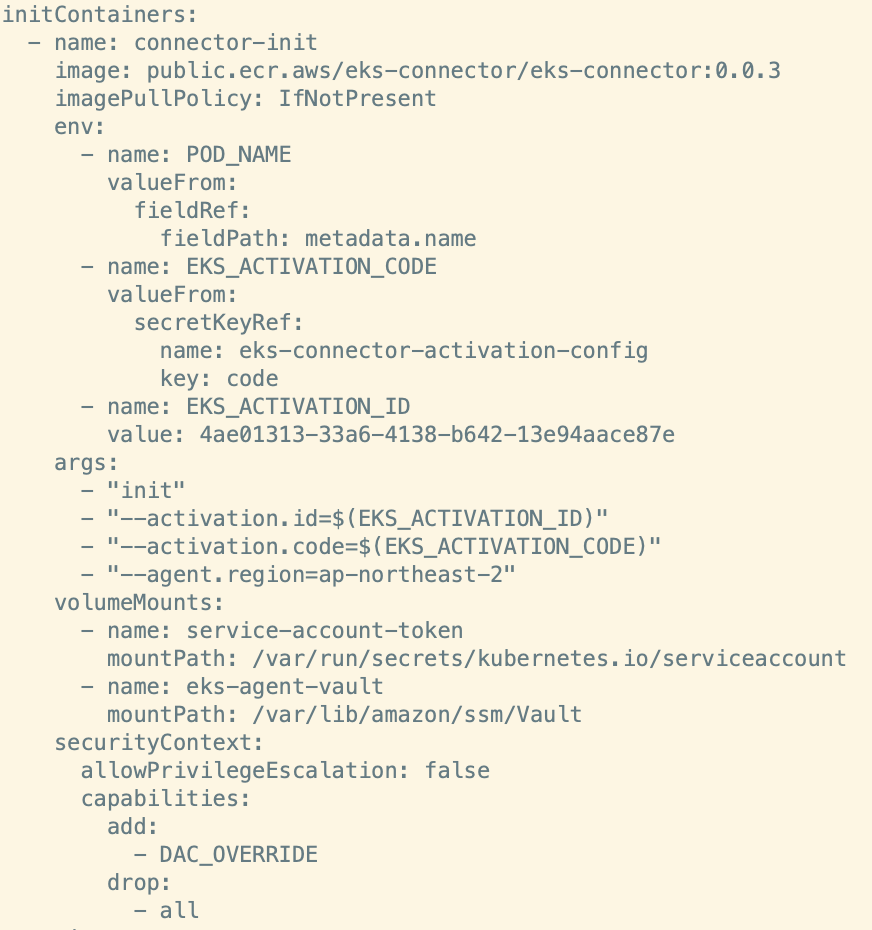 initContainers:
  - name: connector-init
    image: public.ecr.aws/eks-connector/eks-connector:0.0.3
    imagePullPolicy: IfNotPresent
    env:
      - name: POD_NAME
        valueFrom:
          fieldRef:
            fieldPath: metadata.name
      - name: EKS_ACTIVATION_CODE
        valueFrom:
          secretKeyRef:
            name: eks-connector-activation-config
            key: code
      - name: EKS_ACTIVATION_ID
        value: 4ae01313-33a6-4138-b642-13e94aace87e
    args:
      - "init"
      - "--activation.id=$(EKS_ACTIVATION_ID)"
      - "--activation.code=$(EKS_ACTIVATION_CODE)"
      - "--agent.region=ap-northeast-2"
    volumeMounts:
      - name: service-account-token
        mountPath: /var/run/secrets/kubernetes.io/serviceaccount
      - name: eks-agent-vault
        mountPath: /var/lib/amazon/ssm/Vault
    securityContext:
      allowPrivilegeEscalation: false
      capabilities:
        add:
          - DAC_OVERRIDE
        drop:
          - all